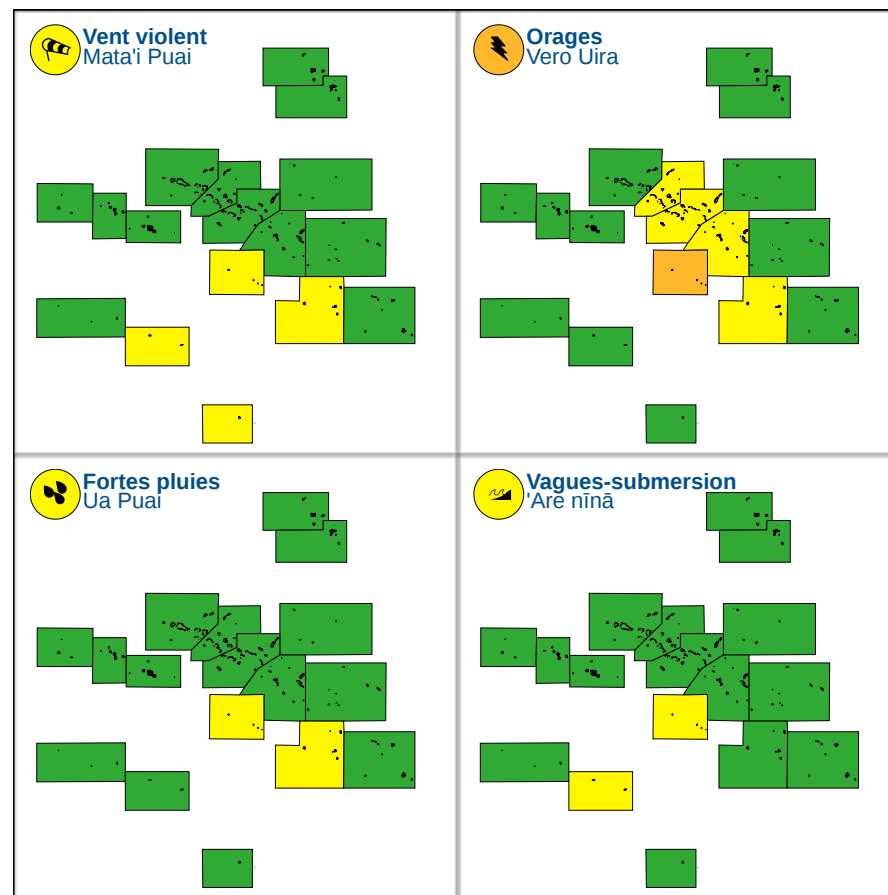 Vent violent
Mata'i Puai
Orages
Vero Uira
Fortes pluies
Ua Puai
Vagues-submersion
'Are nīnā